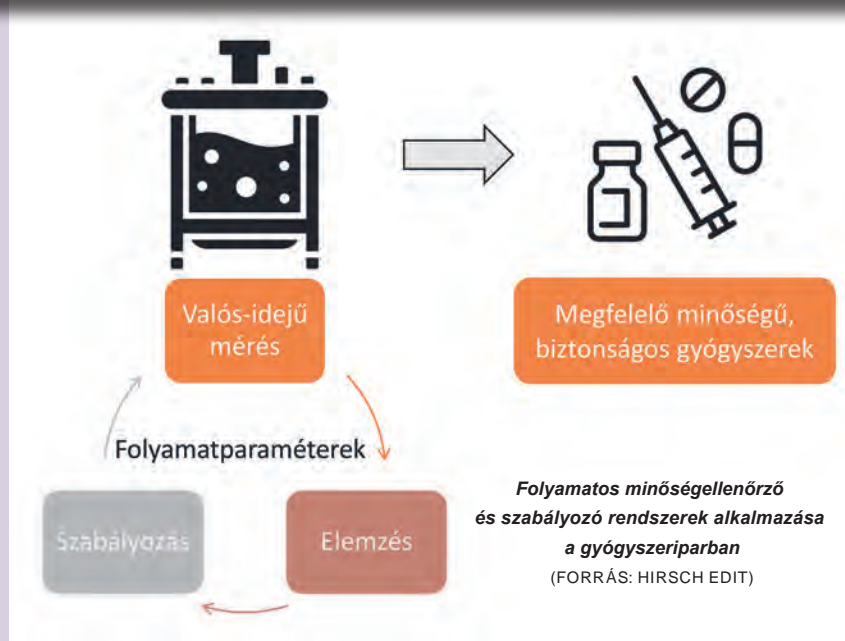 Valós-idejű
mérés
Megfelelő minőségű,
biztonságos gyógyszerek
Folyamatparaméterek
Szabályozás
Elemzés
Folyamatos minőségellenőrző
és szabályozó rendszerek alkalmazása
a gyógyszeriparban
(FORRÁS: HIRSCH EDIT)